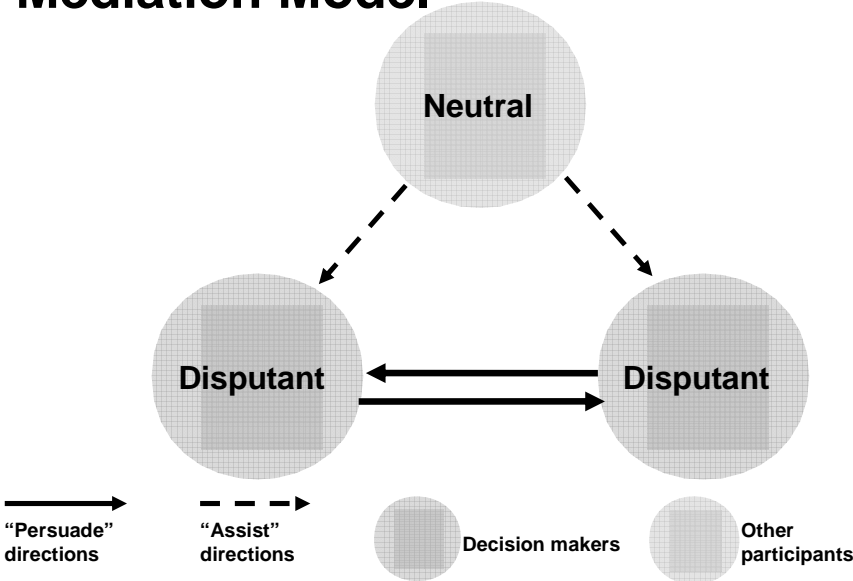 Mediation Model
Neutral
Disputant
Disputant
“Persuade”
directions
“Assist”
directions
Decision makers
Other
participants